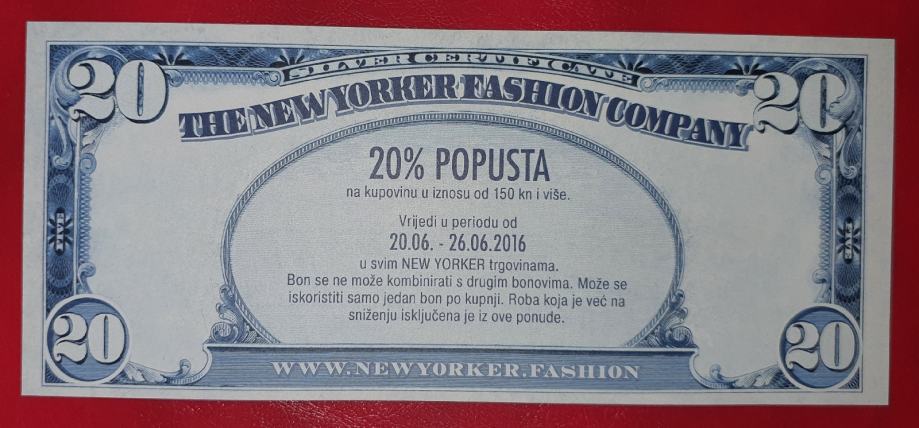 20 SILVER CERTIFICATE 20
THE NEW YORKER FASHION COMPANY
20% POPUSTA
na kupovinu u iznosu od 150 kn i više.
Vrijedi u periodu od
20.06. - 26.06.2016
u svim NEW YORKER trgovinama.
Bon se ne može kombinirati s drugim bonovima. Može se
iskoristiti samo jedan bon po kupnji. Roba koja je već na
sniženju isključena je iz ove ponude.
FIVE FIVE
20 20
WWW.NEWYORKER.FASHION